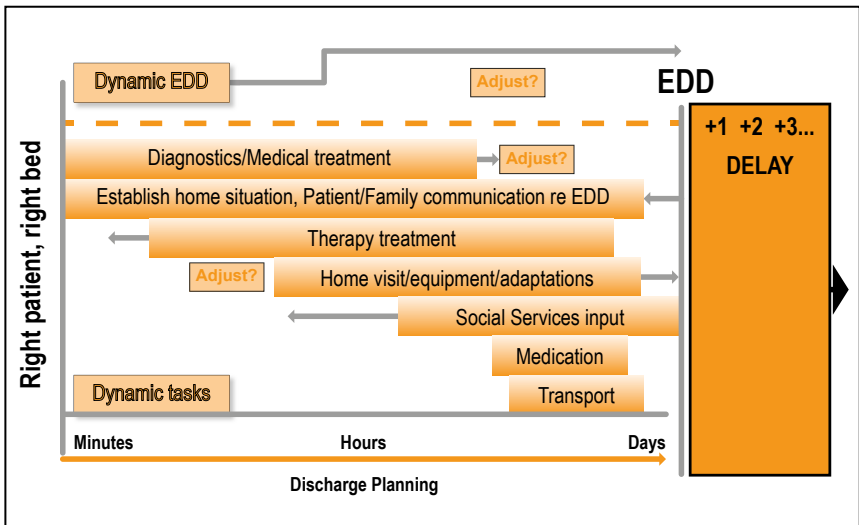 Dynamic EDD
Adjust?
EDD
+1 +2 +3...
DELAY
Right patient, right bed
Diagnostics/Medical treatment
Adjust?
Establish home situation, Patient/Family communication re EDD
Therapy treatment
Adjust?
Home visit/equipment/adaptations
Social Services input
Medication
Dynamic tasks
Transport
Minutes
Hours
Days
Discharge Planning